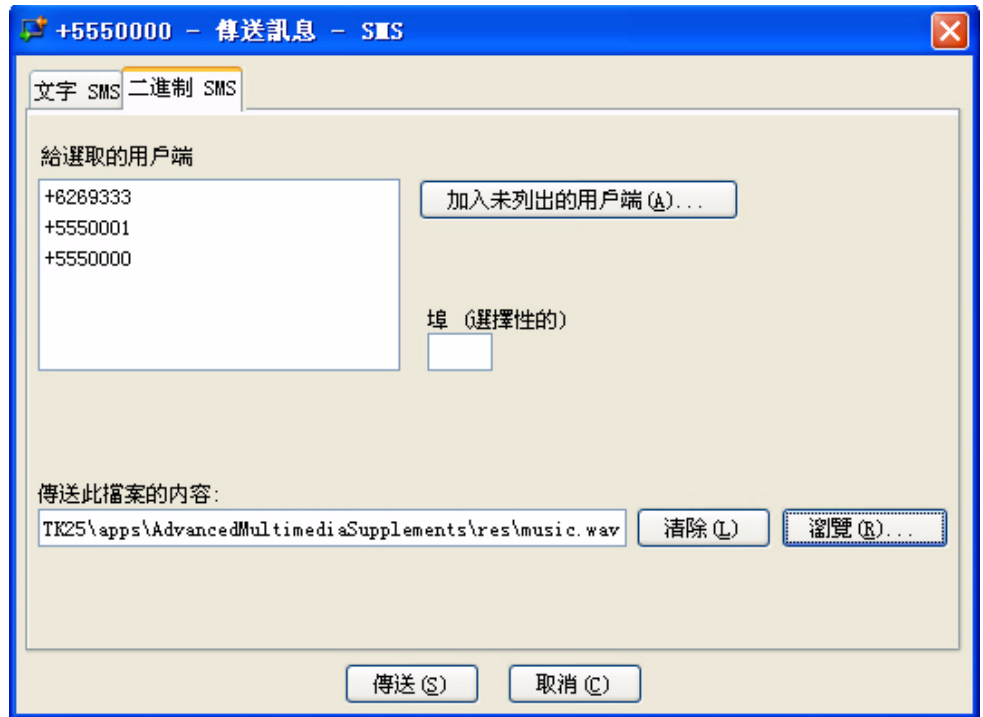 +5550000 - 傳送訊息 - SMS
文字 SMS 二進制 SMS
給選取的用戶端
+6269333
加入未列出的用戶端(A)...
+5550001
+5550000
埠 (選擇性的)
傳送此檔案的內容:
TK25\apps\AdvancedMultimediaSupplements\res\music.wav 清除(L) 瀏覽(R)...
傳送(S) 取消(C)